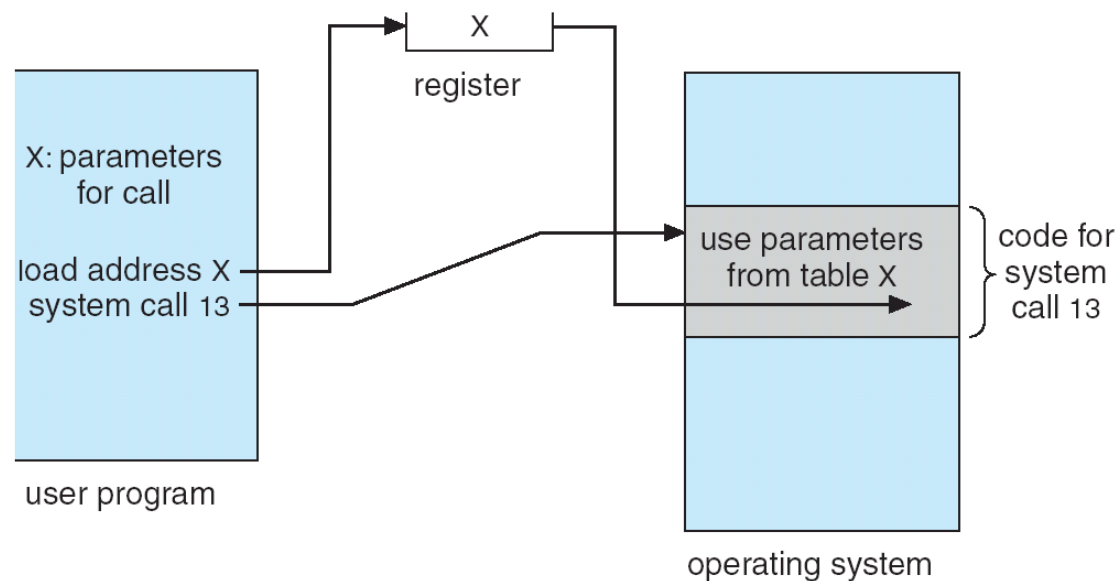 X
register
X: parameters
for call
load address X
system call 13
user program
use parameters
from table X
code for
system
call 13
operating system